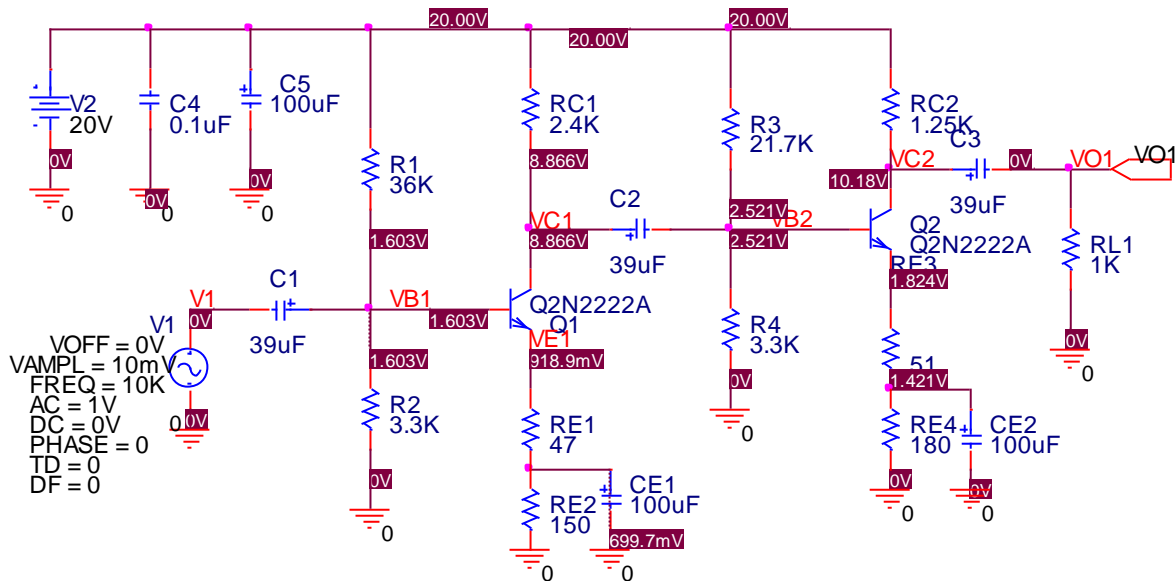 20.00V
20.00V
20.00V
V2
20V
0V
0
C4
0.1uF
0V
0
C5
100uF
0V
0
R1
36K
1.603V
RC1
2.4K
8.866V
VC1
8.866V
C2
39uF
R3
21.7K
2.521V
2.521V
VB2
RC2
1.25K
VC2
10.18V
C3
39uF
0V
VO1
VO1
RL1
1K
0V
0
Q2
Q2N2222A
RE3
1.824V
51
1.421V
RE4
180
0V
0
CE2
100uF
0V
0
R4
3.3K
0V
0
V1
0V
C1
39uF
VB1
1.603V
Q2N2222A
Q1
VE1
918.9mV
RE1
47
RE2
150
0
CE1
100uF
699.7mV
0
1.603V
R2
3.3K
0V
0
V1
VOFF = 0V
VAMPL = 10mV
FREQ = 10K
AC = 1V
DC = 0V
PHASE = 0
TD = 0
DF = 0
0
0V